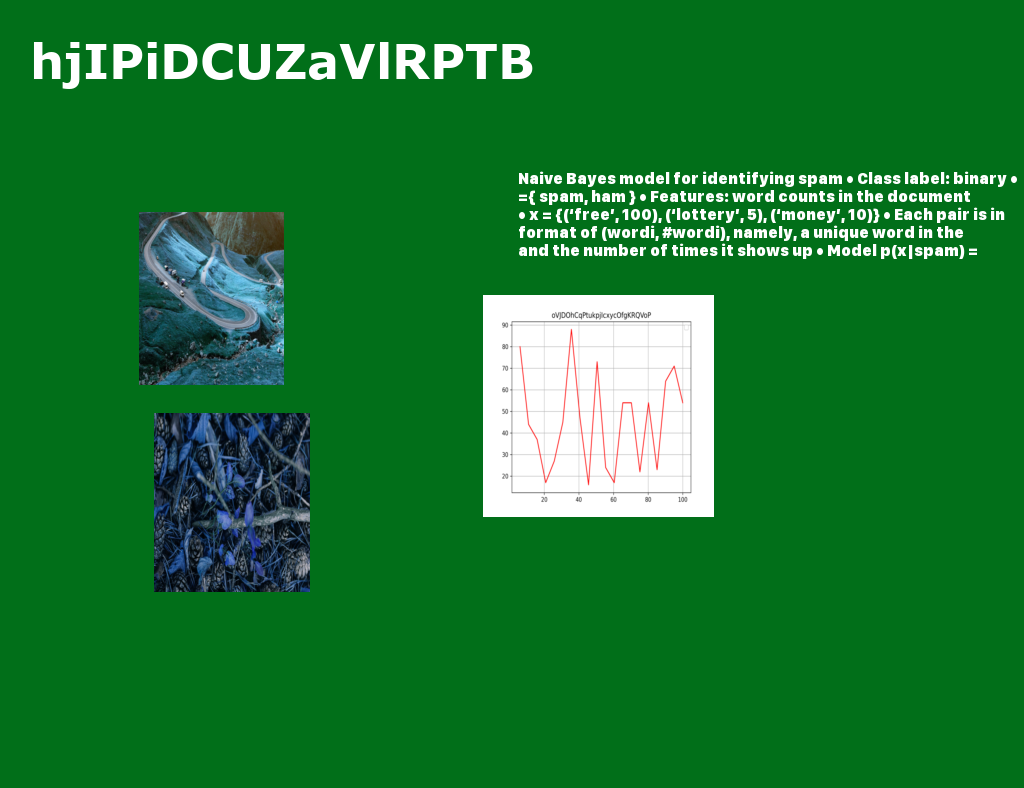 hjIPiDCUZaVlRPTB
Naive Bayes model for identifying spam • Class label: binary •
={ spam, ham } • Features: word counts in the document
• x = {(‘free’, 100), (‘lottery’, 5), (‘money’, 10)} • Each pair is in
format of (wordi, #wordi), namely, a unique word in the
and the number of times it shows up • Model p(x|spam) =
oVJDOhCqPtukpjIcxycOfgKRQVoP
90
80
70
60
50
40
30
20
20 40 60 80 100